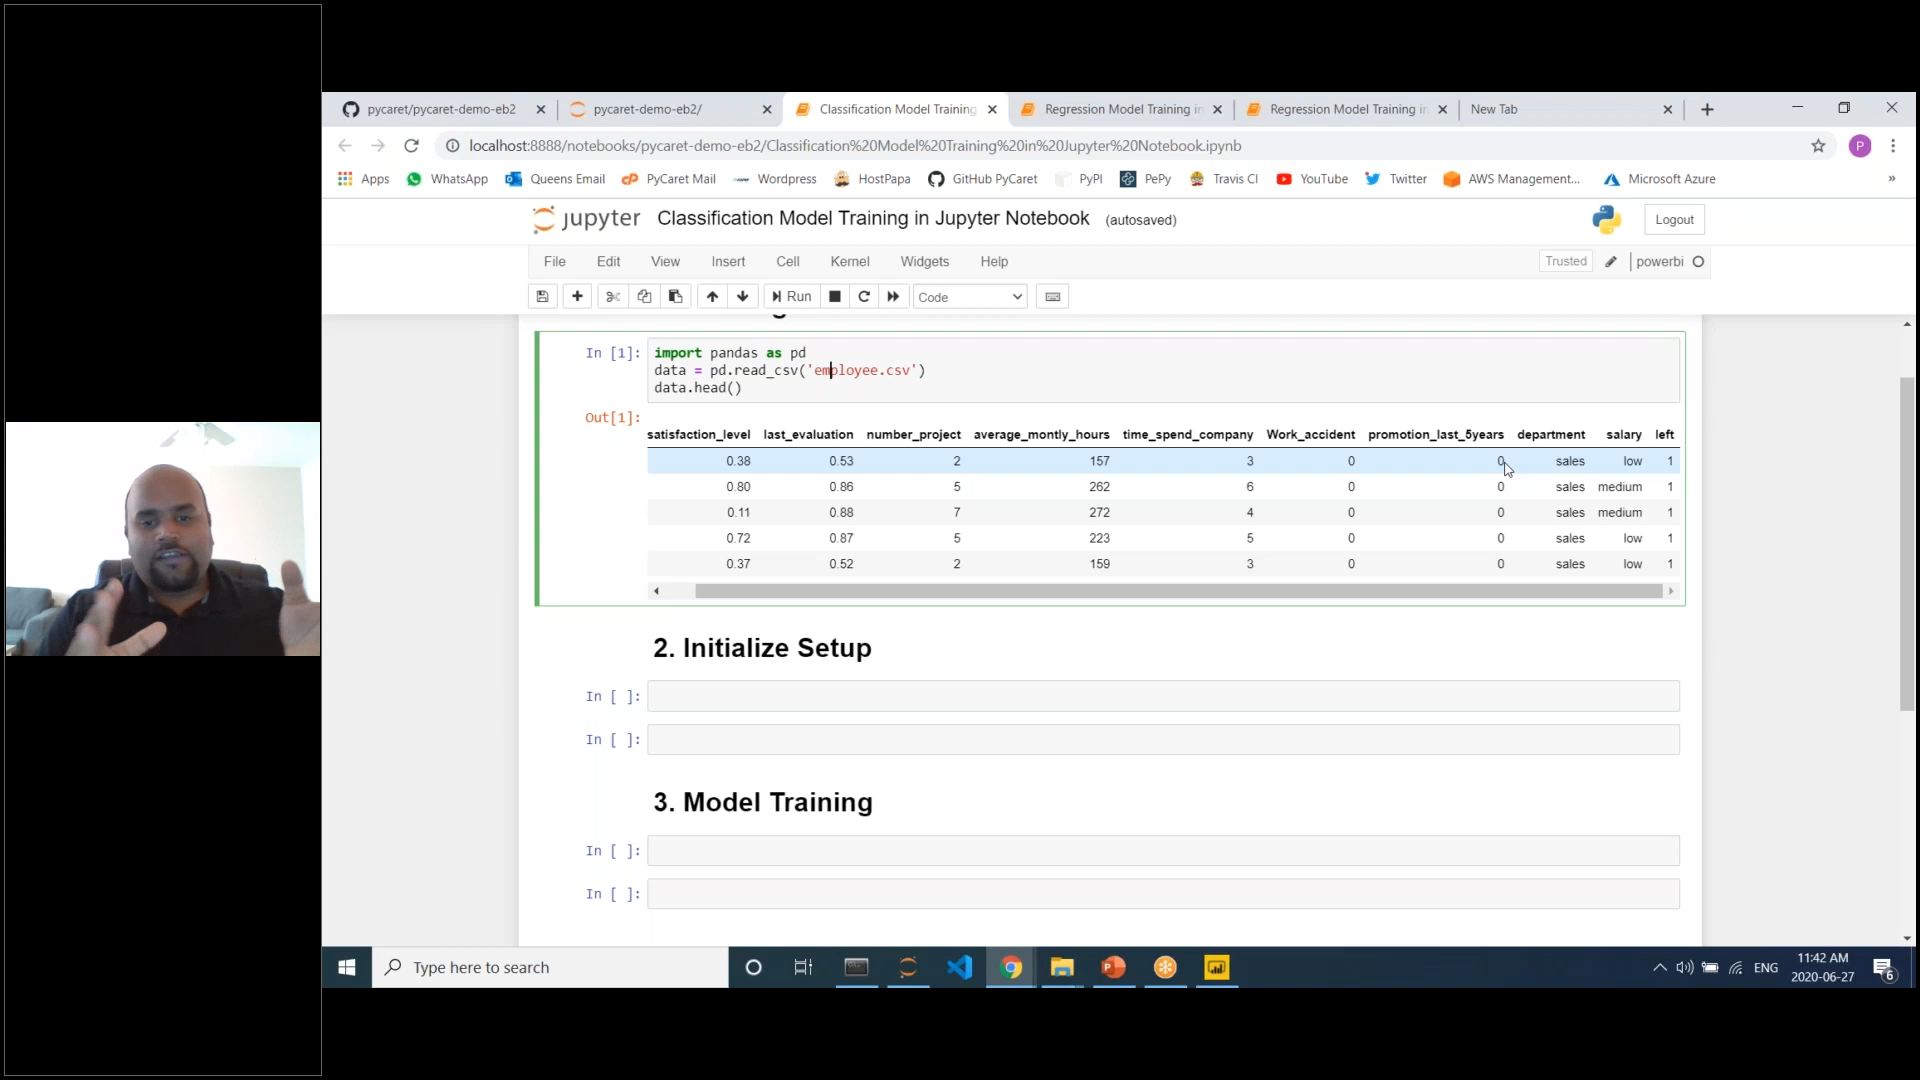 pycaret/pycaret-demo-eb2
pycaret-demo-eb2/
Classification Model Training
Regression Model Training in
Regression Model Training in
New Tab
localhost:8888/notebooks/pycaret-demo-eb2/Classification%20Model%20Training%20in%20Jupyter%20Notebook.ipynb
P
Apps WhatsApp Queens Email PyCaret Mail Wordpress HostPapa GitHub PyCaret PyPI PePy Travis CI YouTube Twitter AWS Management... Microsoft Azure »
jupyter Classification Model Training in Jupyter Notebook (autosaved) Logout
File Edit View Insert Cell Kernel Widgets Help Trusted powerbi
Run Code
In [1]: import pandas as pd
data = pd.read_csv('employee.csv')
data.head()
Out[1]:
satisfaction_level last_evaluation number_project average_montly_hours time_spend_company Work_accident promotion_last_5years department salary left
0.38 0.53 2 157 3 0 0 sales low 1
0.80 0.86 5 262 6 0 0 sales medium 1
0.11 0.88 7 272 4 0 0 sales medium 1
0.72 0.87 5 223 5 0 0 sales low 1
0.37 0.52 2 159 3 0 0 sales low 1
2. Initialize Setup
In [ ]:
In [ ]:
3. Model Training
In [ ]:
In [ ]:
Type here to search
ENG
11:42 AM
2020-06-27
6